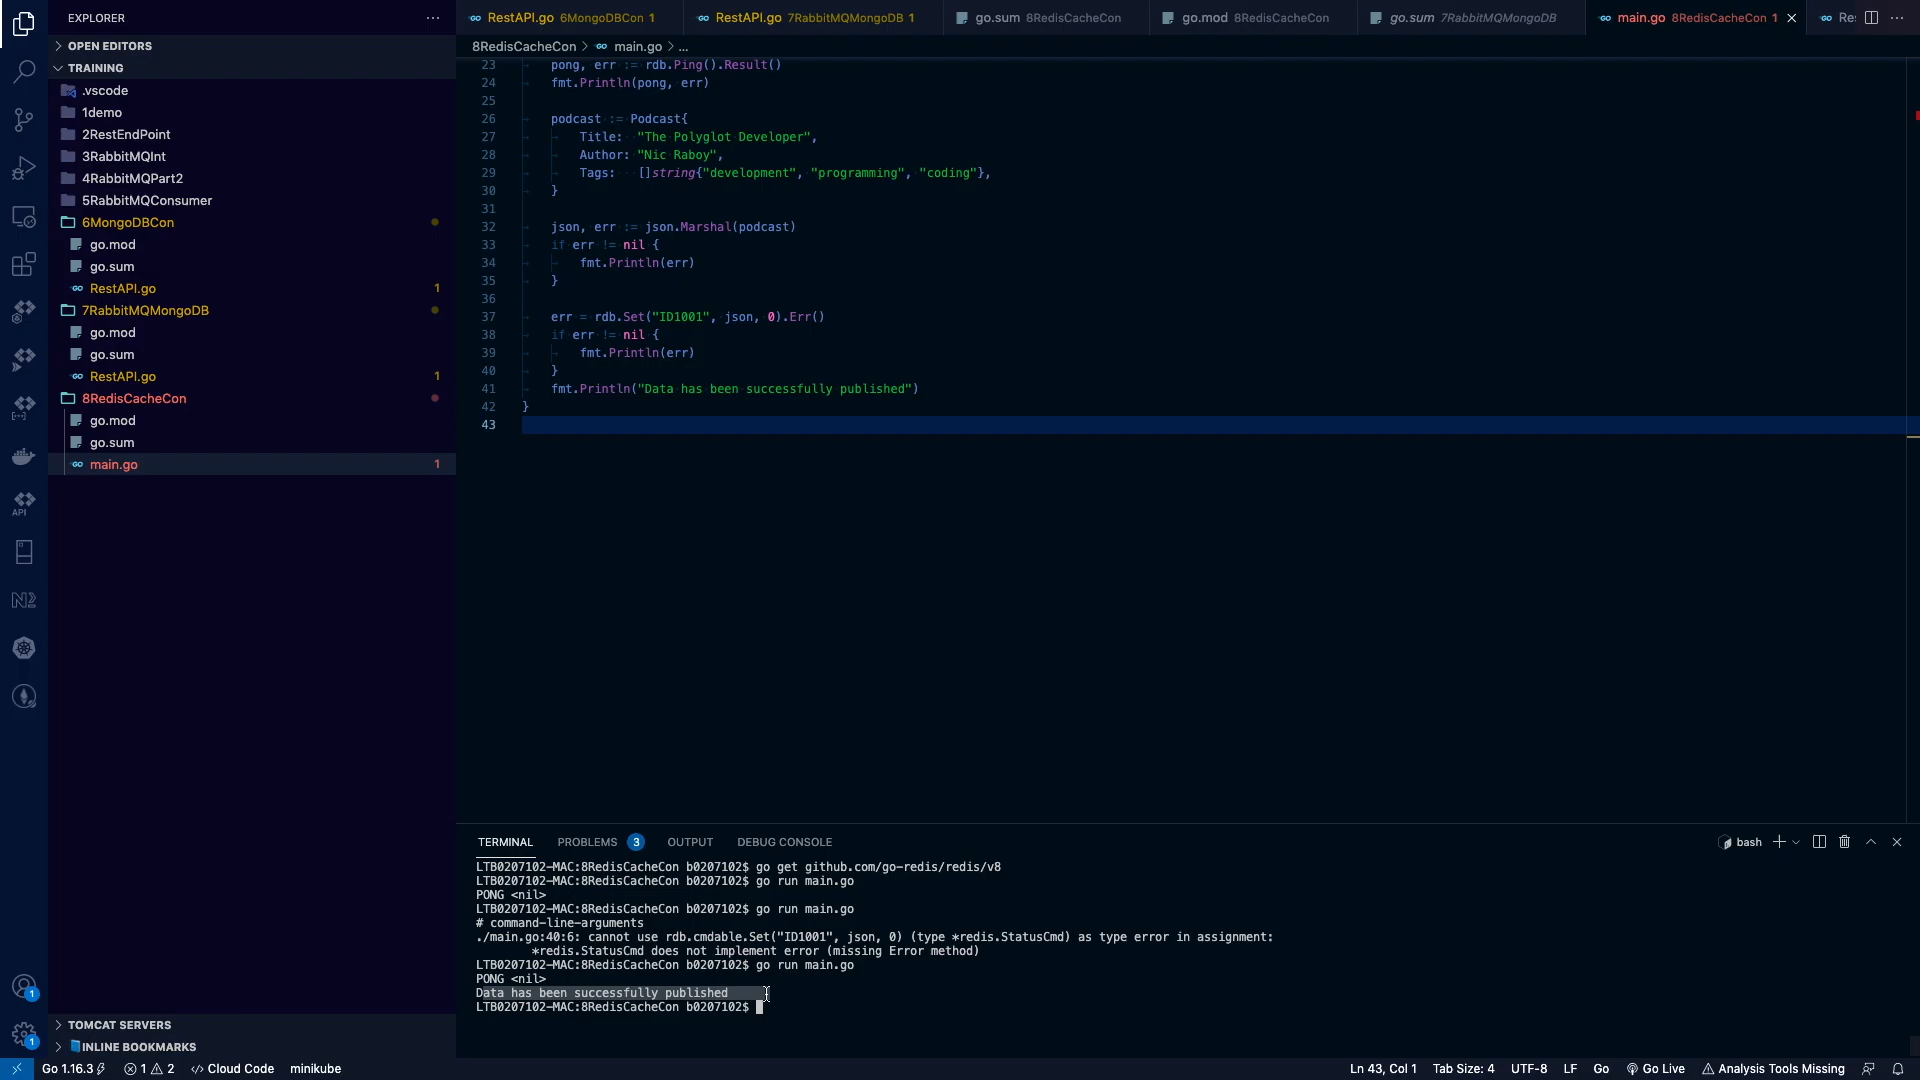 EXPLORER
OPEN EDITORS
TRAINING
.vscode
1demo
2RestEndPoint
3RabbitMQInt
4RabbitMQPart2
5RabbitMQConsumer
6MongoDBCon
go.mod
go.sum
RestAPI.go 1
7RabbitMQMongoDB
go.mod
go.sum
RestAPI.go 1
8RedisCacheCon
go.mod
go.sum
main.go 1
TOMCAT SERVERS
INLINE BOOKMARKS
API
N2
1
1
RestAPI.go 6MongoDBCon 1
RestAPI.go 7RabbitMQMongoDB 1
go.sum 8RedisCacheCon
go.mod 8RedisCacheCon
go.sum 7RabbitMQMongoDB
main.go 8RedisCacheCon 1
8RedisCacheCon > main.go > ...
23 pong, err := rdb.Ping().Result()
24 fmt.Println(pong, err)
25
26 podcast := Podcast{
27 Title: "The Polyglot Developer",
28 Author: "Nic Raboy",
29 Tags: []string{"development", "programming", "coding"},
30 }
31
32 json, err := json.Marshal(podcast)
33 if err != nil {
34 fmt.Println(err)
35 }
36
37 err = rdb.Set("ID1001", json, 0).Err()
38 if err != nil {
39 fmt.Println(err)
40 }
41 fmt.Println("Data has been successfully published")
42 }
43
TERMINAL PROBLEMS 3 OUTPUT DEBUG CONSOLE
bash
LTB0207102-MAC:8RedisCacheCon b0207102$ go get github.com/go-redis/redis/v8
LTB0207102-MAC:8RedisCacheCon b0207102$ go run main.go
PONG <nil>
LTB0207102-MAC:8RedisCacheCon b0207102$ go run main.go
# command-line-arguments
./main.go:40:6: cannot use rdb.cmdable.Set("ID1001", json, 0) (type *redis.StatusCmd) as type error in assignment:
*redis.StatusCmd does not implement error (missing Error method)
LTB0207102-MAC:8RedisCacheCon b0207102$ go run main.go
PONG <nil>
Data has been successfully published
LTB0207102-MAC:8RedisCacheCon b0207102$
Go 1.16.3 1 2 Cloud Code minikube
Ln 43, Col 1 Tab Size: 4 UTF-8 LF Go Go Live Analysis Tools Missing